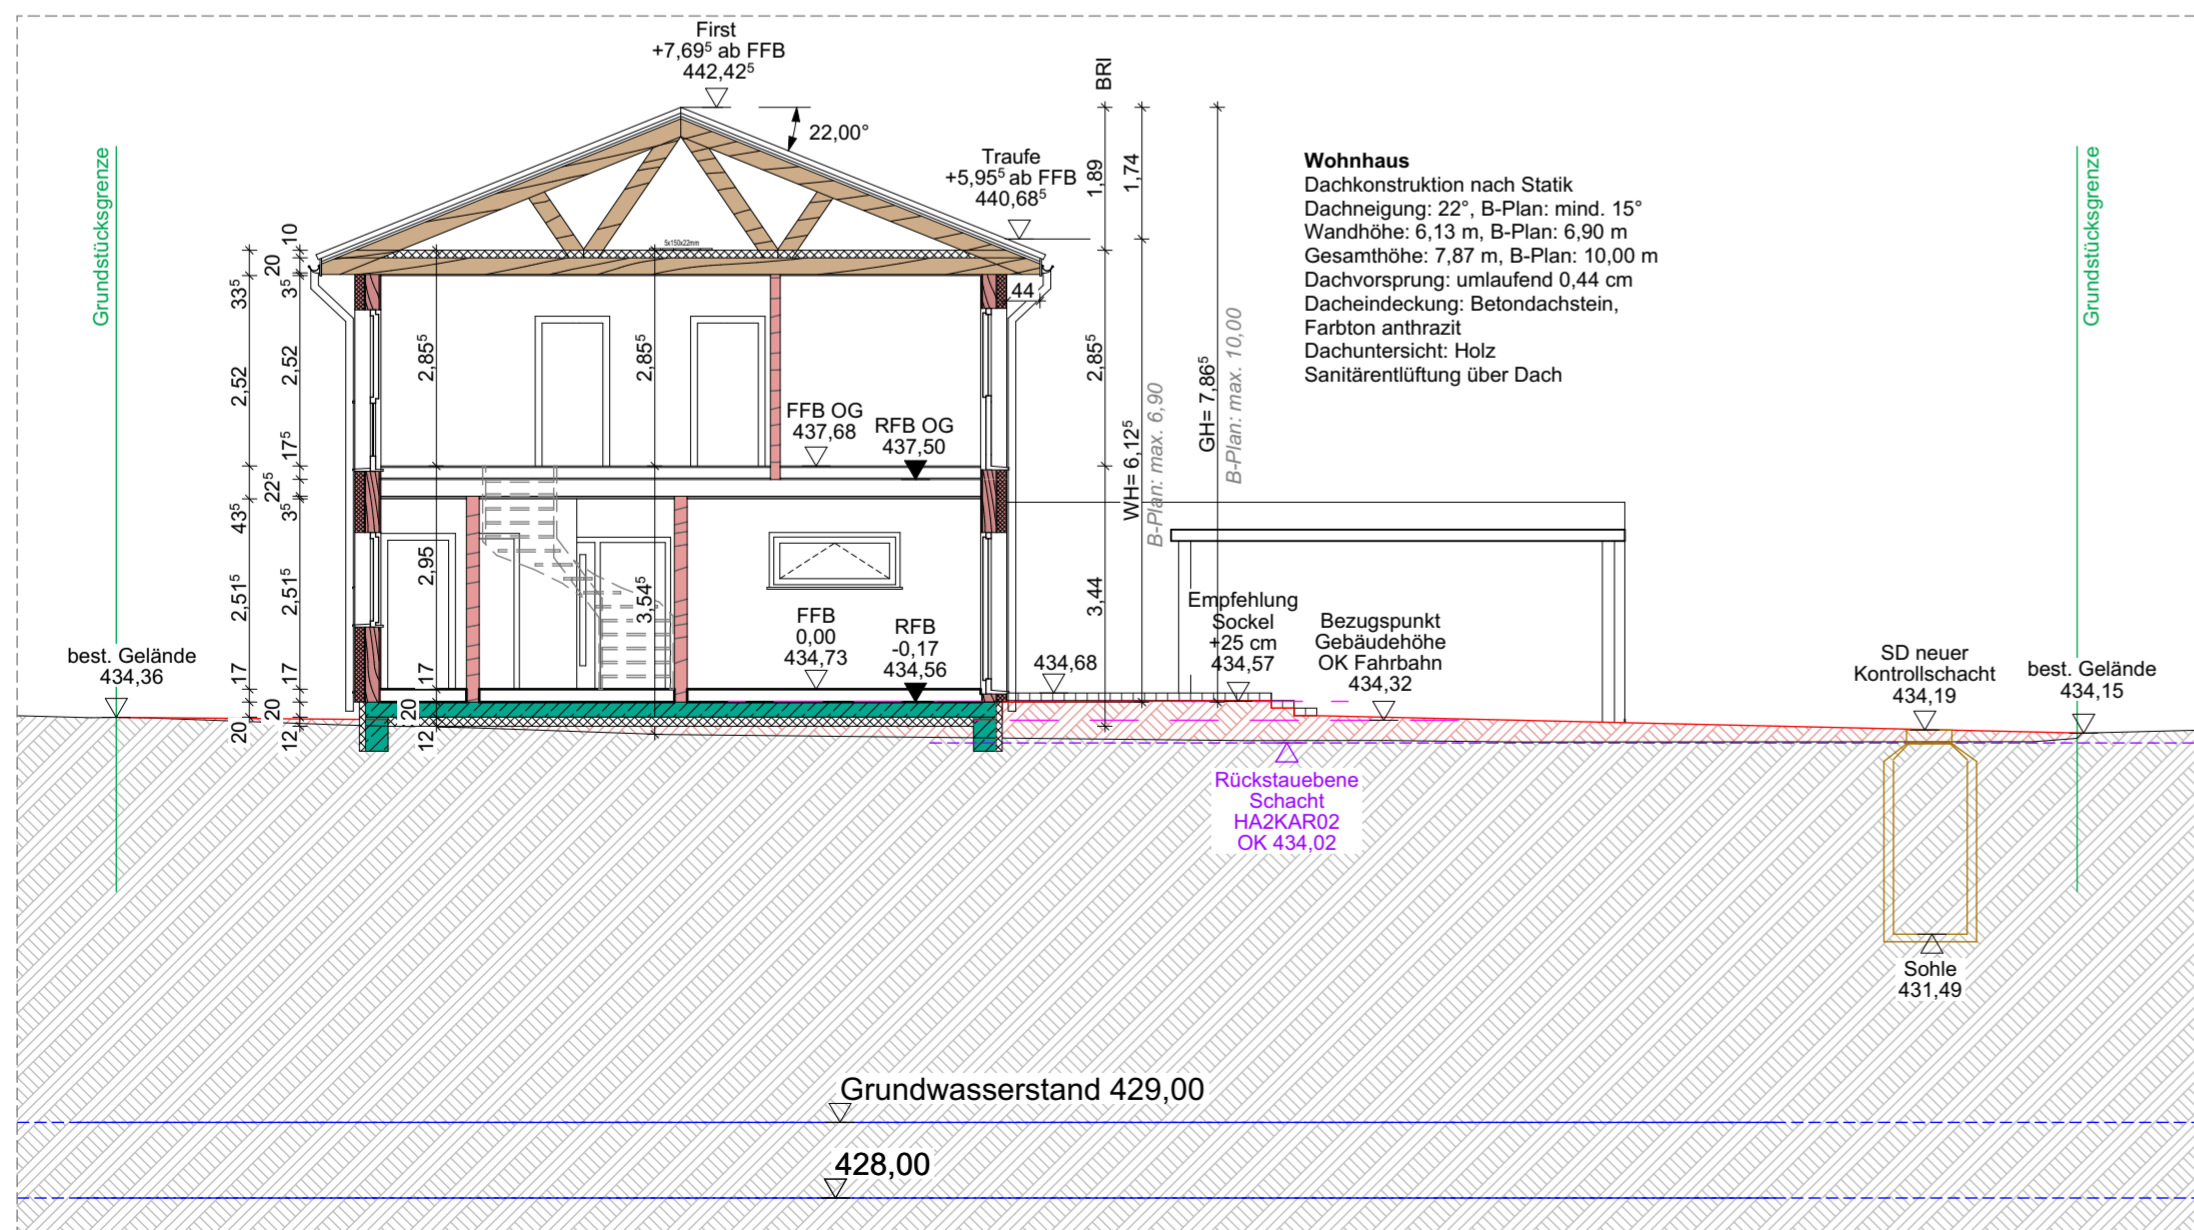 First
+7,69⁵ ab FFB
442,42⁵
BRI
22,00°
Traufe
+5,95⁵ ab FFB
440,68⁵
1,89
1,74
Grundstücksgrenze
Grundstücksgrenze
Wohnhaus
Dachkonstruktion nach Statik
Dachneigung: 22°, B-Plan: mind. 15°
Wandhöhe: 6,13 m, B-Plan: 6,90 m
Gesamthöhe: 7,87 m, B-Plan: 10,00 m
Dachvorsprung: umlaufend 0,44 cm
Dacheindeckung: Betondachstein,
Farbton anthrazit
Dachuntersicht: Holz
Sanitärentlüftung über Dach
5x150x22mm
10
20
3⁵
33⁵
44
2,52
2,52
2,85⁵
2,85⁵
2,85⁵
GH= 7,86⁵
B-Plan: max. 10,00
WH= 6,12⁵
B-Plan: max. 6,90
FFB OG
437,68
RFB OG
437,50
17⁵
22⁵
3⁵
43⁵
2,51⁵
2,51⁵
2,95
3,54⁵
3,44
FFB
0,00
434,73
RFB
-0,17
434,56
434,68
Empfehlung
Sockel
+25 cm
434,57
Bezugspunkt
Gebäudehöhe
OK Fahrbahn
434,32
SD neuer
Kontrollschacht
434,19
best. Gelände
434,15
best. Gelände
434,36
17
17
17
20
20
20
12
12
Rückstauebene
Schacht
HA2KAR02
OK 434,02
Sohle
431,49
Grundwasserstand 429,00
428,00